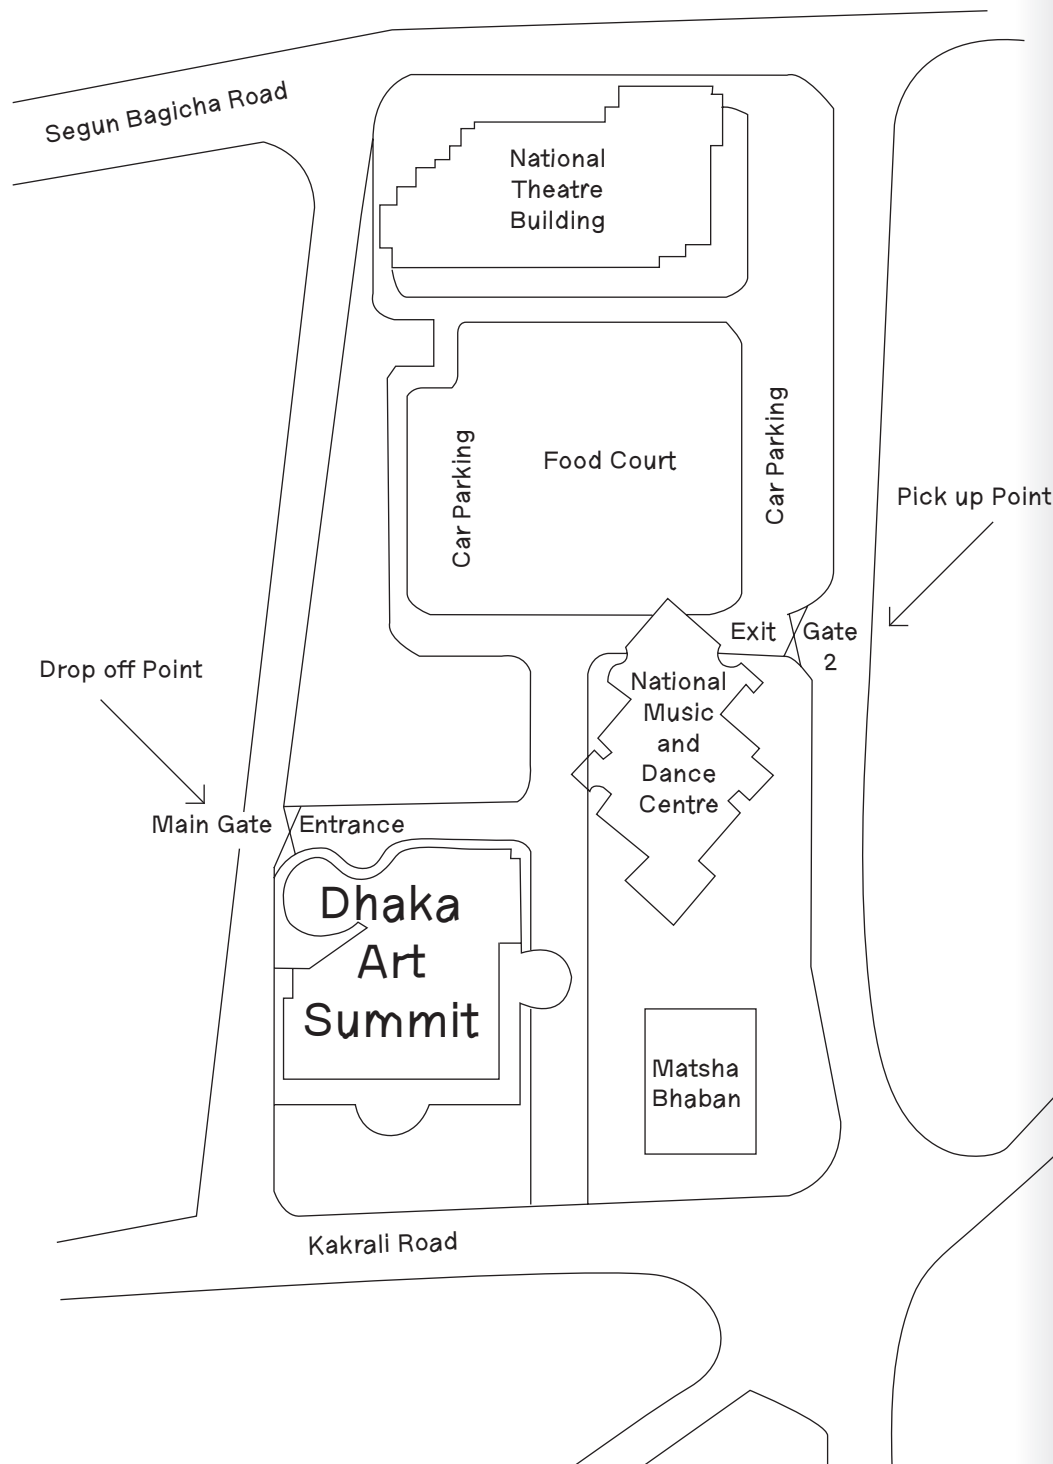 Segun Bagicha Road
National
Theatre
Building
Car Parking
Food Court
Car Parking
Pick up Point
Exit
Gate
2
Drop off Point
National
Music
and
Dance
Centre
Main Gate
Entrance
Dhaka
Art
Summit
Matsha
Bhaban
Kakrali Road